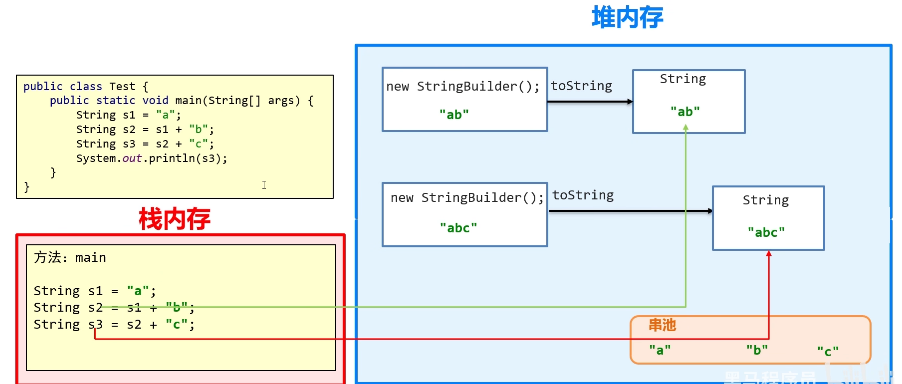 堆内存
public class Test {
public static void main(String[] args) {
String s1 = "a";
String s2 = s1 + "b";
String s3 = s2 + "c";
System.out.println(s3);
}
}
new StringBuilder();
"ab"
toString
String
"ab"
new StringBuilder();
"abc"
toString
String
"abc"
栈内存
方法: main
String s1 = "a";
String s2 = s1 + "b";
String s3 = s2 + "c";
串池
"a" "b" "c"